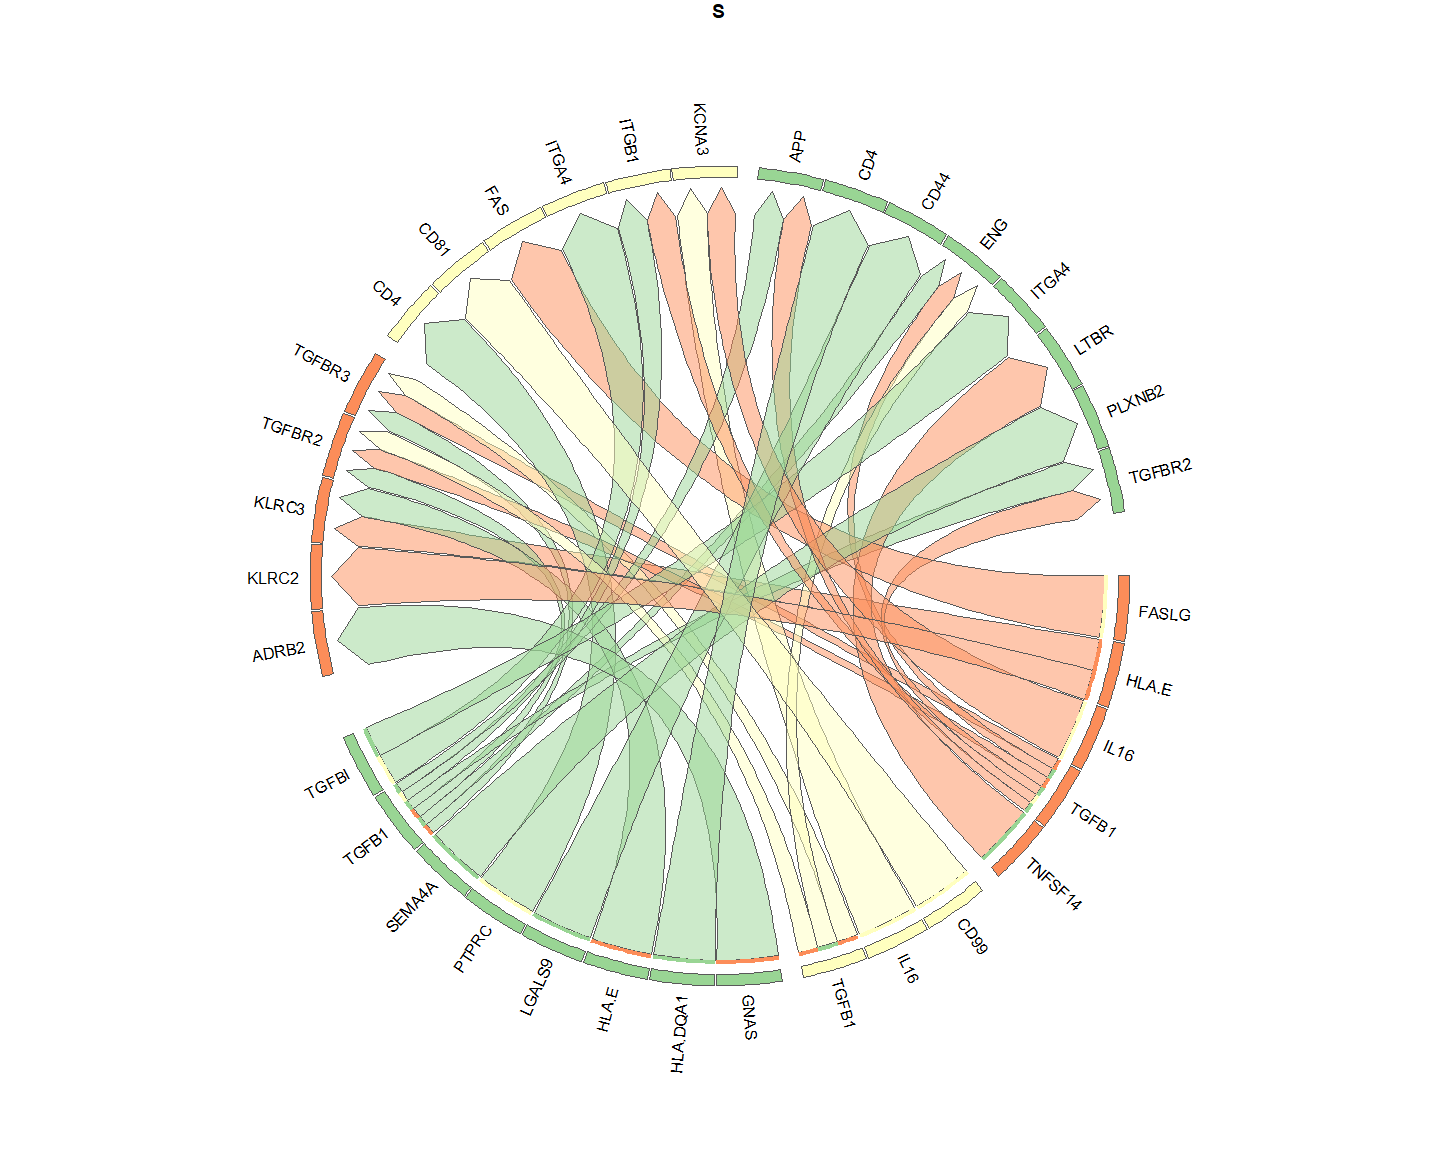 S
APP
CD4
CD44
ENG
ITGA4
LTBR
PLXNB2
TGFBR2
FASLG
HLA.E
IL16
TGFB1
TNFSF14
CD99
IL16
TGFB1
GNAS
HLA.DQA1
HLA.E
LGALS9
PTPRC
SEMA4A
TGFB1
TGFBI
ADRB2
KLRC2
KLRC3
TGFBR2
TGFBR3
CD4
CD81
FAS
ITGA4
ITGB1
KCNA3